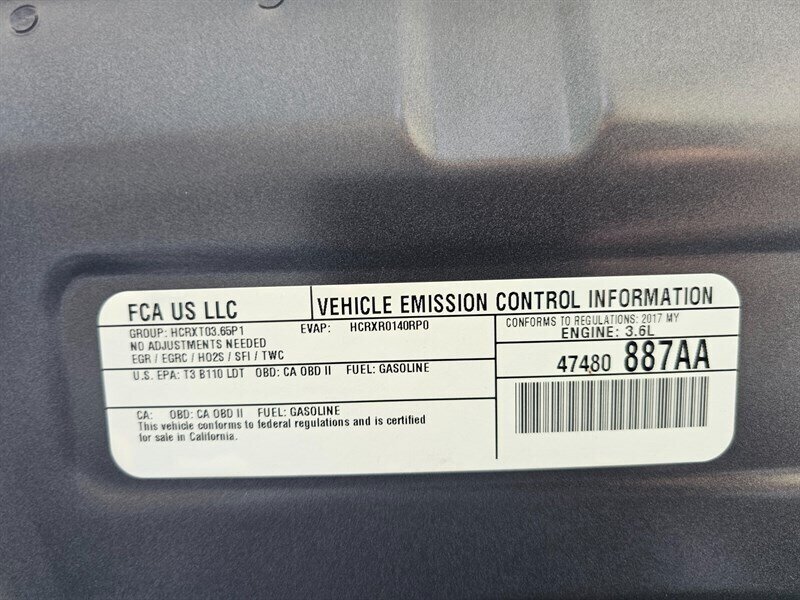 FCA US LLC
VEHICLE EMISSION CONTROL INFORMATION
GROUP: HCRXT03.65P1 EVAP: HCRXR0140RP0
NO ADJUSTMENTS NEEDED
EGR / EGRC / HO2S / SFI / TWC
CONFORMS TO REGULATIONS: 2017 MY
ENGINE: 3.6L
U.S. EPA: T3 B110 LDT OBD: CA OBD II FUEL: GASOLINE
47480 887AA
CA: OBD: CA OBD II FUEL: GASOLINE
This vehicle conforms to federal regulations and is certified
for sale in California.